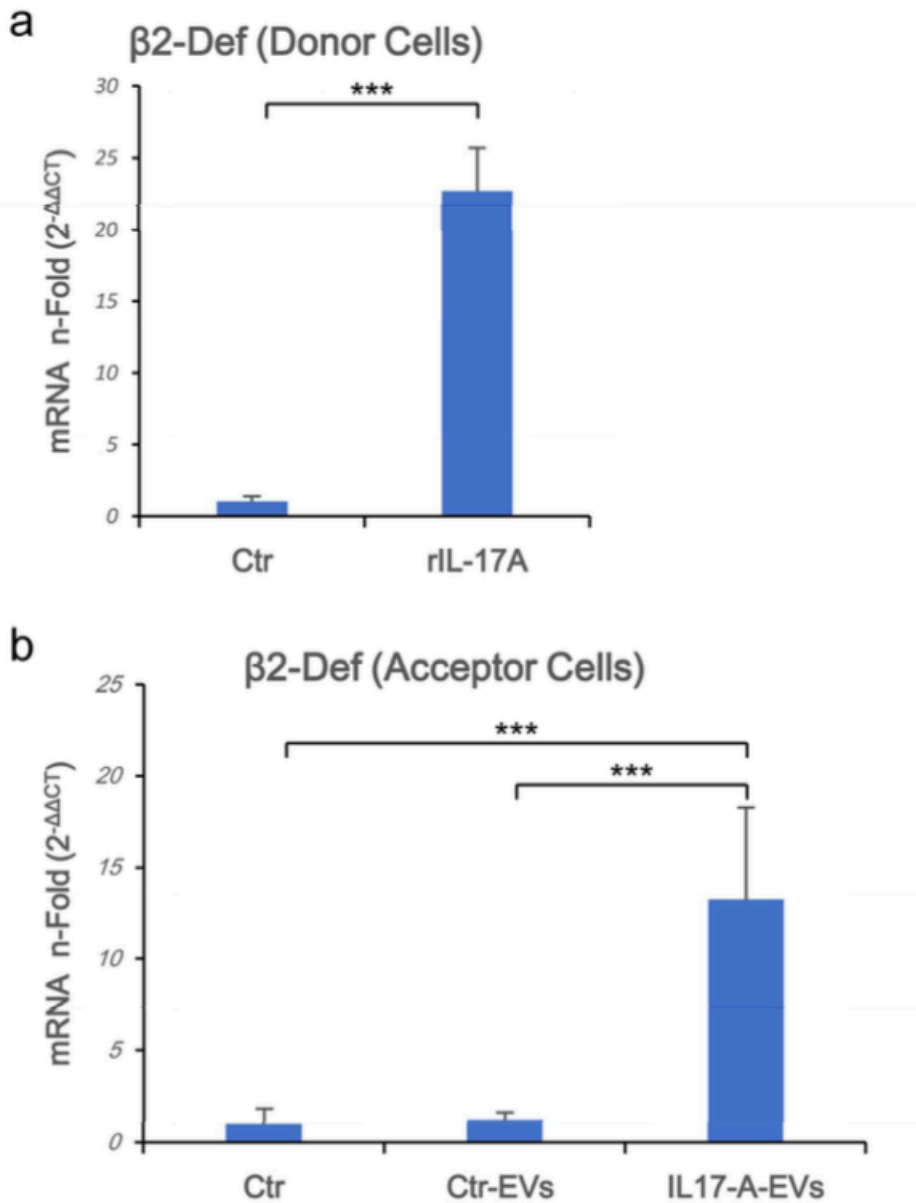 a
β2-Def (Donor Cells)
mRNA n-Fold (2-ΔΔCT)
30
25
20
15
10
5
0
***
Ctr
rIL-17A
b
β2-Def (Acceptor Cells)
mRNA n-Fold (2-ΔΔCT)
25
20
15
10
5
0
***
***
Ctr
Ctr-EVs
IL17-A-EVs